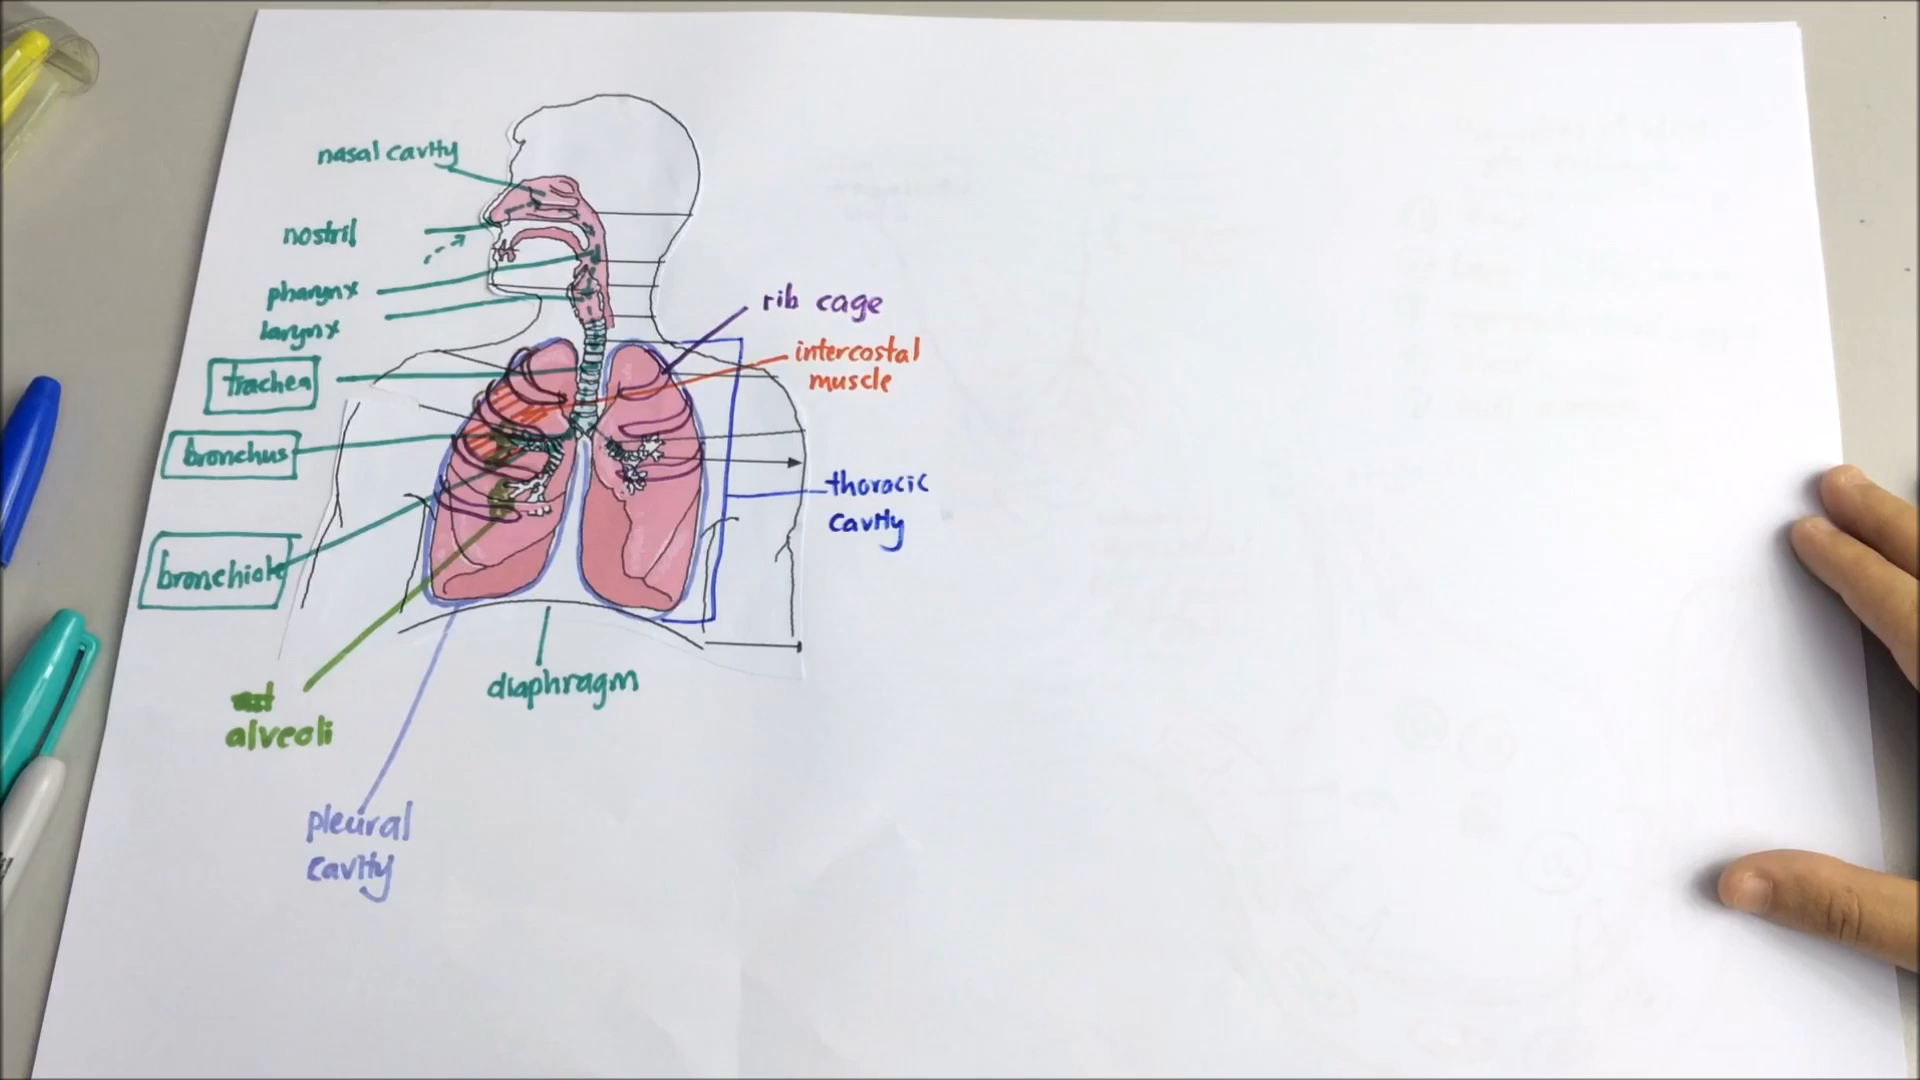 nasal cavity
nostril
pharynx
larynx
trachea
bronchus
bronchiole
alveoli
pleural
cavity
diaphragm
rib cage
intercostal
muscle
thoracic
cavity